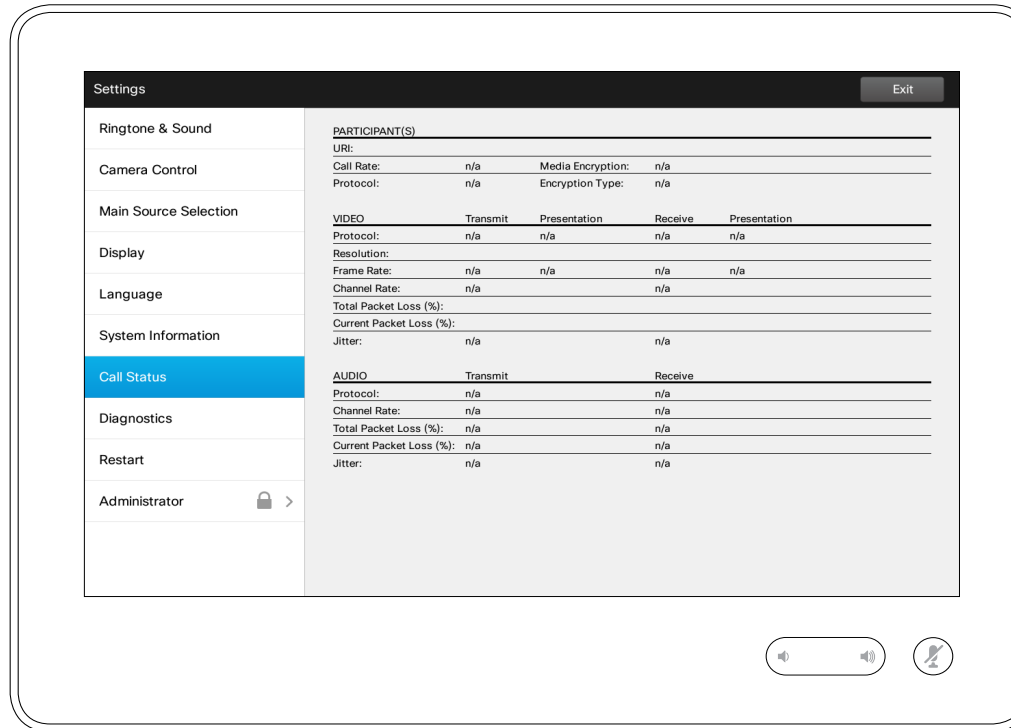 Settings
Exit
Ringtone & Sound
Camera Control
Main Source Selection
Display
Language
System Information
Call Status
Diagnostics
Restart
Administrator
PARTICIPANT(S)
URI:
Call Rate: n/a Media Encryption: n/a
Protocol: n/a Encryption Type: n/a
VIDEO Transmit Presentation Receive Presentation
Protocol: n/a n/a n/a n/a
Resolution:
Frame Rate: n/a n/a n/a n/a
Channel Rate: n/a n/a
Total Packet Loss (%):
Current Packet Loss (%):
Jitter: n/a n/a
AUDIO Transmit Receive
Protocol: n/a n/a
Channel Rate: n/a n/a
Total Packet Loss (%): n/a n/a
Current Packet Loss (%): n/a n/a
Jitter: n/a n/a